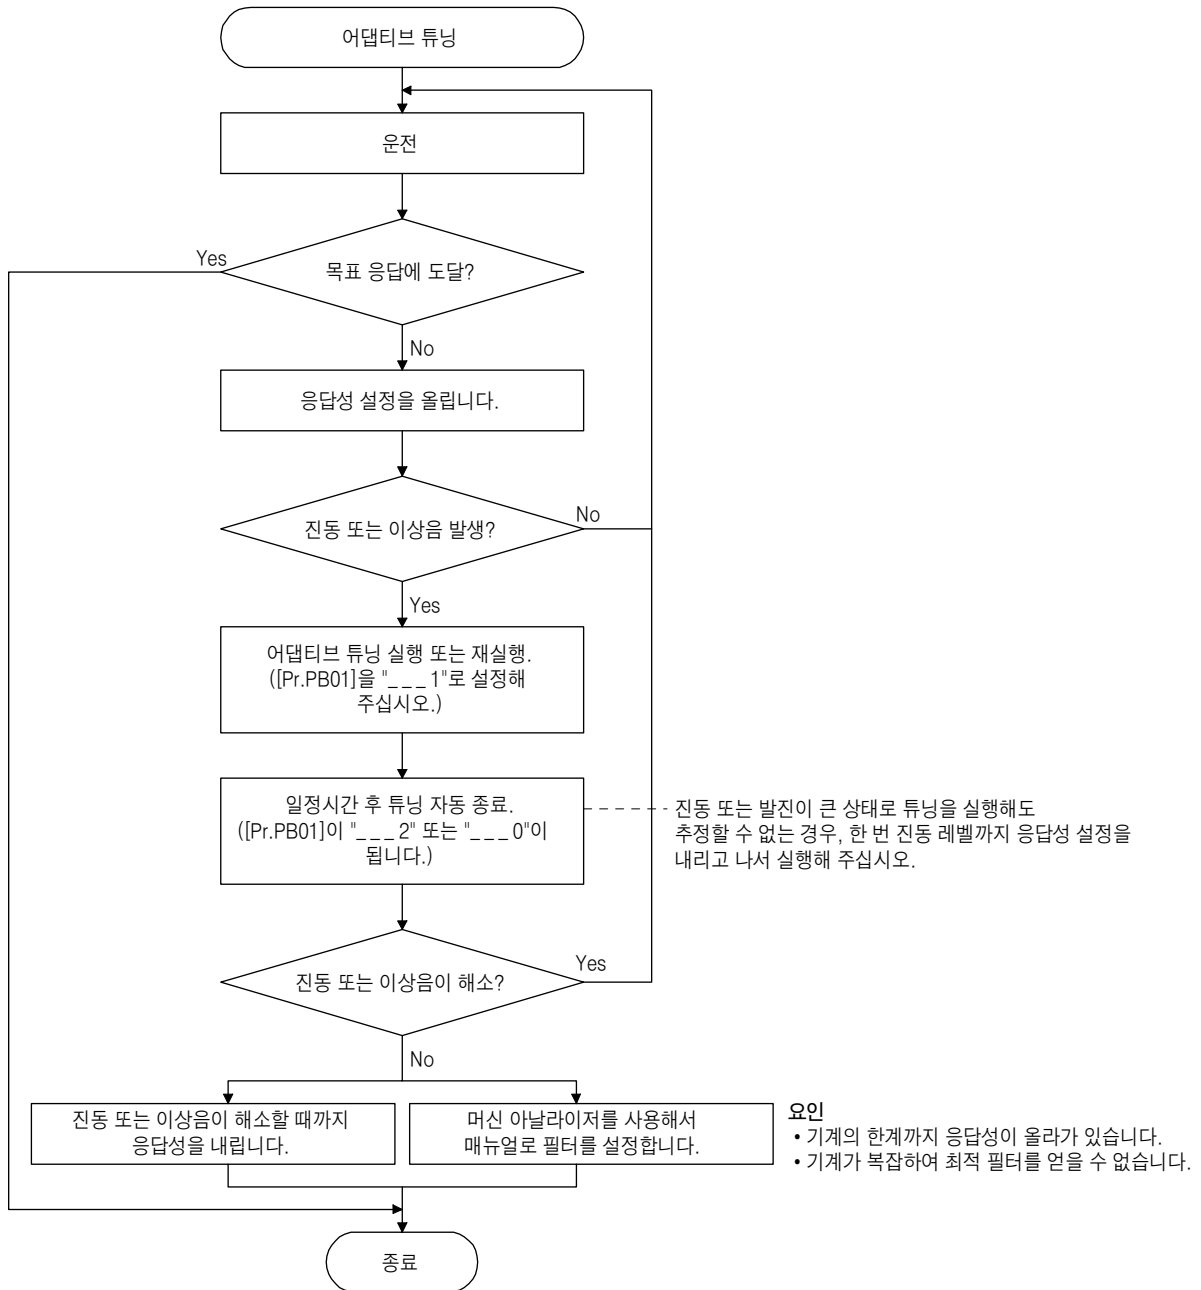 어댑티브 튜닝
운전
Yes
목표 응답에 도달?
No
응답성 설정을 올립니다.
진동 또는 이상음 발생?
No
Yes
어댑티브 튜닝 실행 또는 재실행.
([Pr.PB01]을 "_ _ _ 1"로 설정해
주십시오.)
일정시간 후 튜닝 자동 종료.
([Pr.PB01]이 "_ _ _ 2" 또는 "_ _ _ 0"이
됩니다.)
진동 또는 발진이 큰 상태로 튜닝을 실행해도
추정할 수 없는 경우, 한 번 진동 레벨까지 응답성 설정을
내리고 나서 실행해 주십시오.
진동 또는 이상음이 해소?
Yes
No
진동 또는 이상음이 해소할 때까지
응답성을 내립니다.
머신 아날라이저를 사용해서
매뉴얼로 필터를 설정합니다.
요인
• 기계의 한계까지 응답성이 올라가 있습니다.
• 기계가 복잡하여 최적 필터를 얻을 수 없습니다.
종료